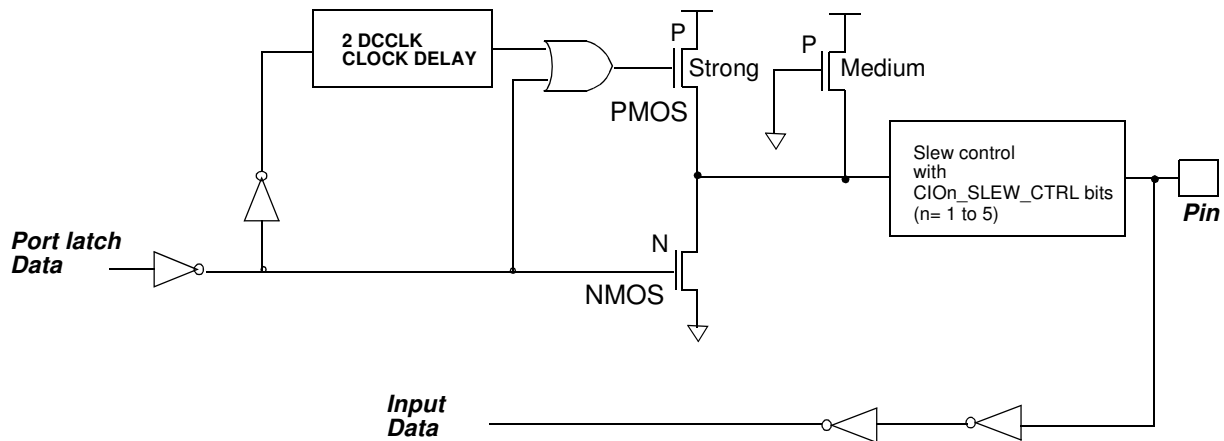 2 DCCLK
CLOCK DELAY
P
Strong
PMOS
P
Medium
Slew control
with
CIOn_SLEW_CTRL bits
(n= 1 to 5)
Pin
Port latch
Data
N
NMOS
Input
Data